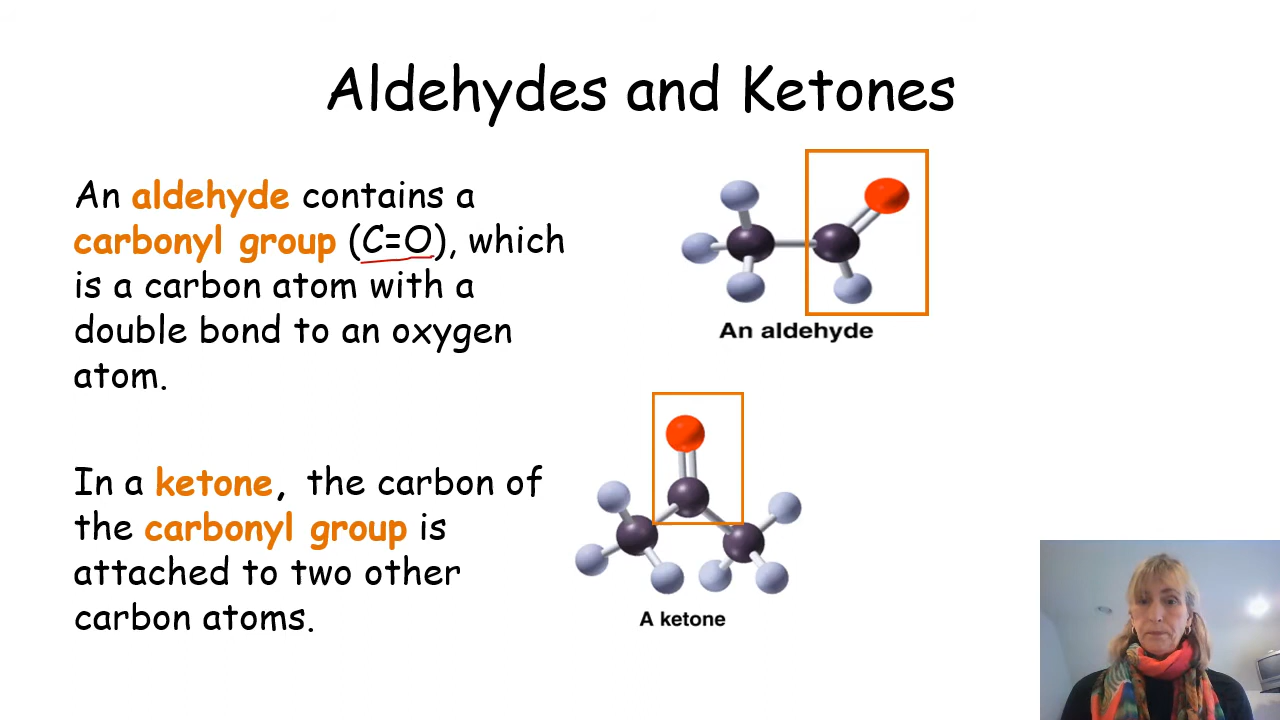 Aldehydes and Ketones
An aldehyde contains a
carbonyl group (C=O), which
is a carbon atom with a
double bond to an oxygen
atom.
An aldehyde
In a ketone, the carbon of
the carbonyl group is
attached to two other
carbon atoms.
A ketone